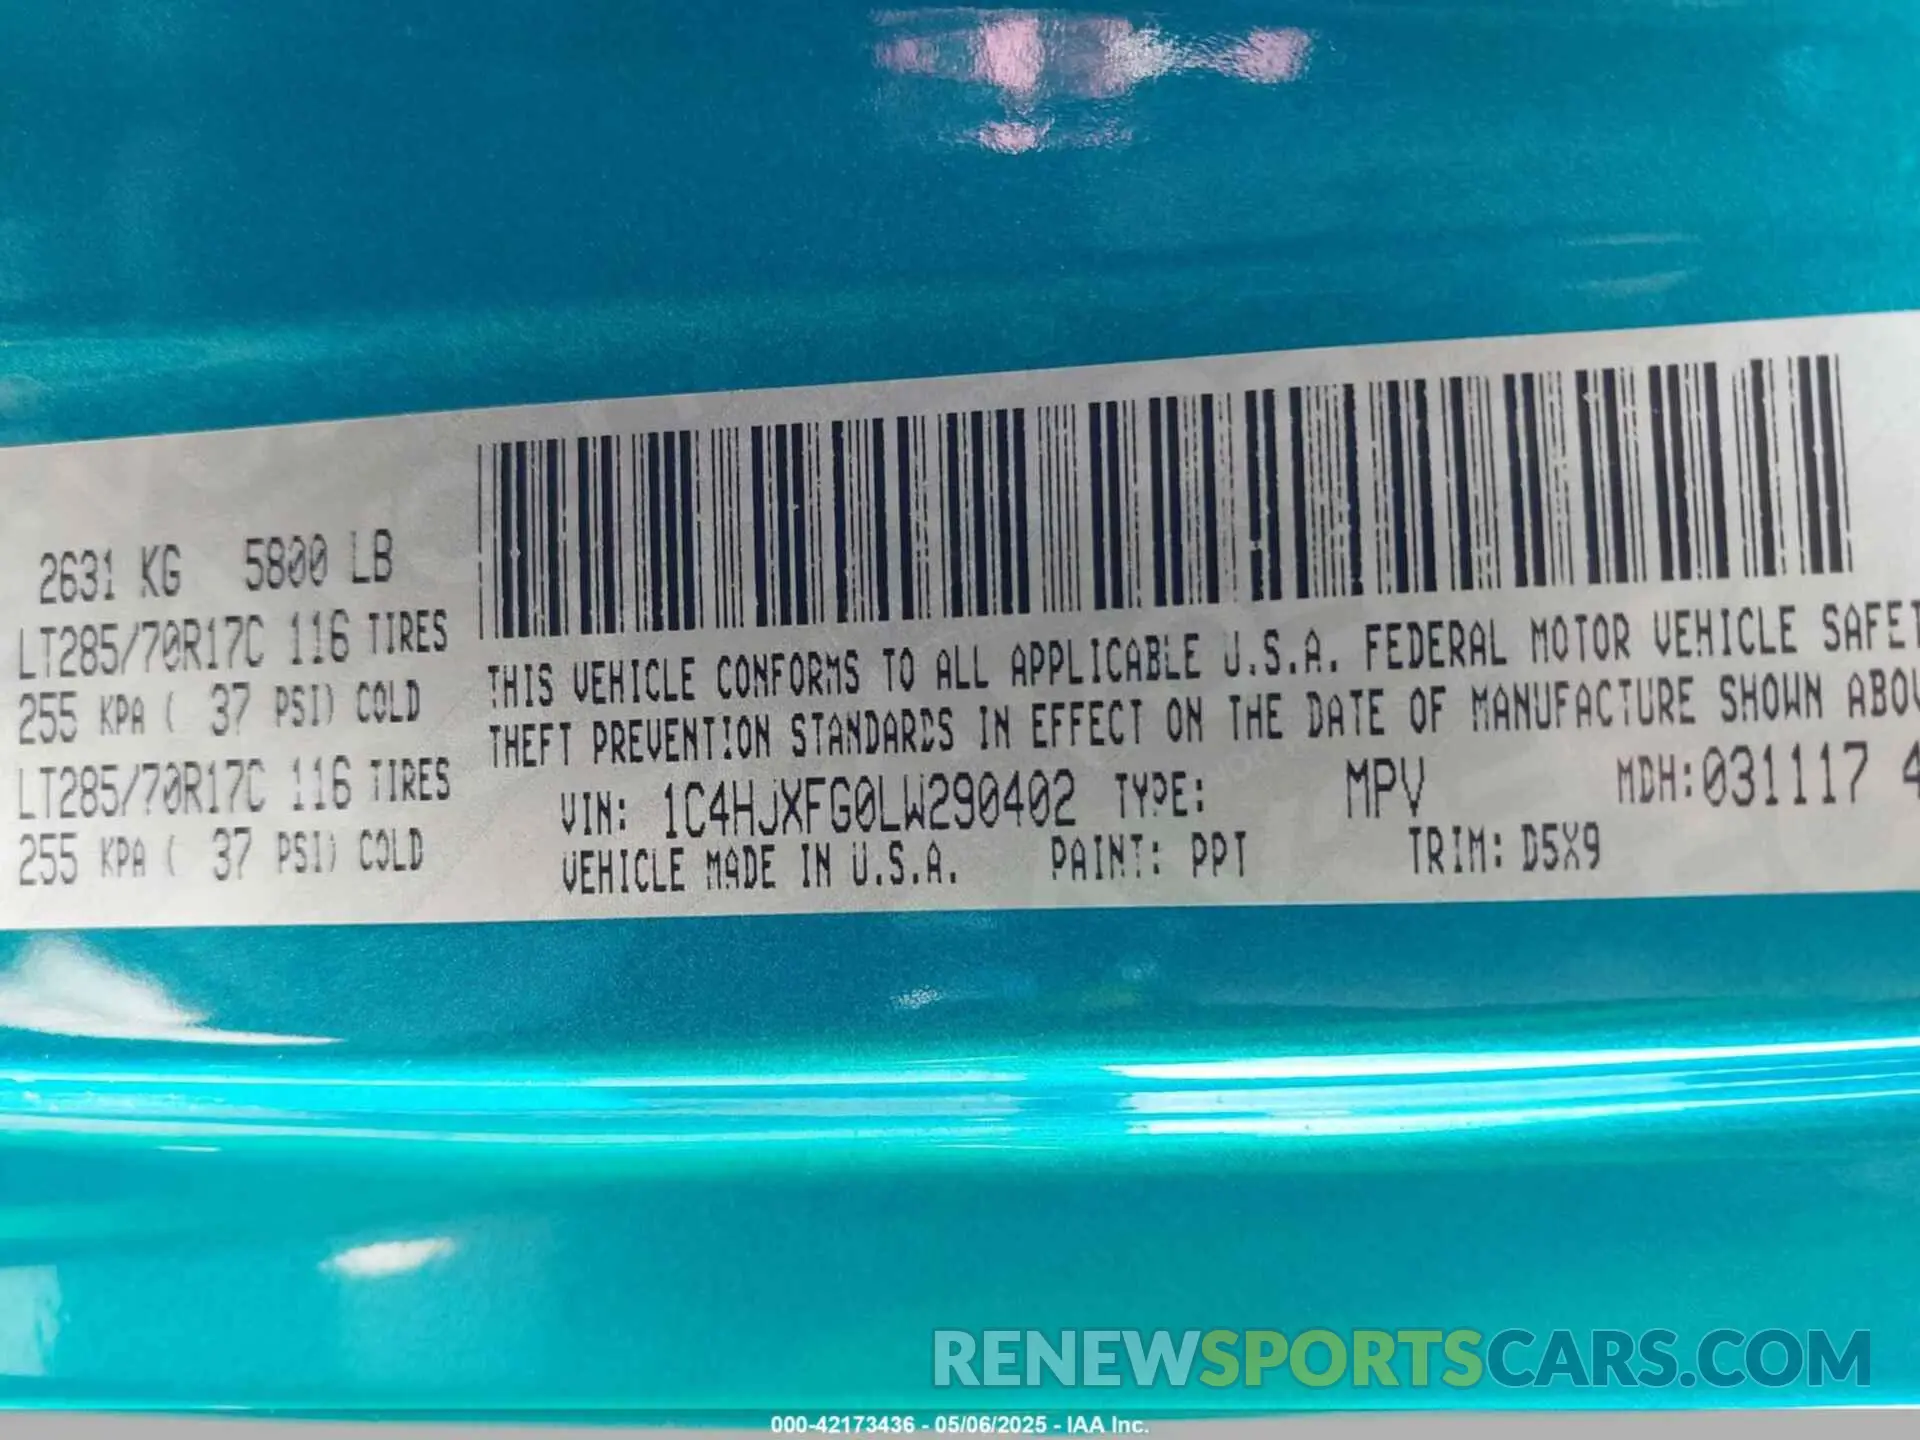 2631 KG 5800 LB
LT285/70R17C 116 TIRES
255 KPA ( 37 PSI) COLD
LT285/70R17C 116 TIRES
255 KPA ( 37 PSI) COLD
THIS VEHICLE CONFORMS TO ALL APPLICABLE U.S.A. FEDERAL MOTOR VEHICLE SAFET
THEFT PREVENTION STANDARDS IN EFFECT ON THE DATE OF MANUFACTURE SHOWN ABOV
VIN: 1C4HJXFG0LW290402 TYPE: MPV MDH:031117 4
VEHICLE MADE IN U.S.A. PAINT: PPT TRIM: D5X9
RENEWSPORTSCARS.COM
000-42173436 - 05/06/2025 - IAA Inc.